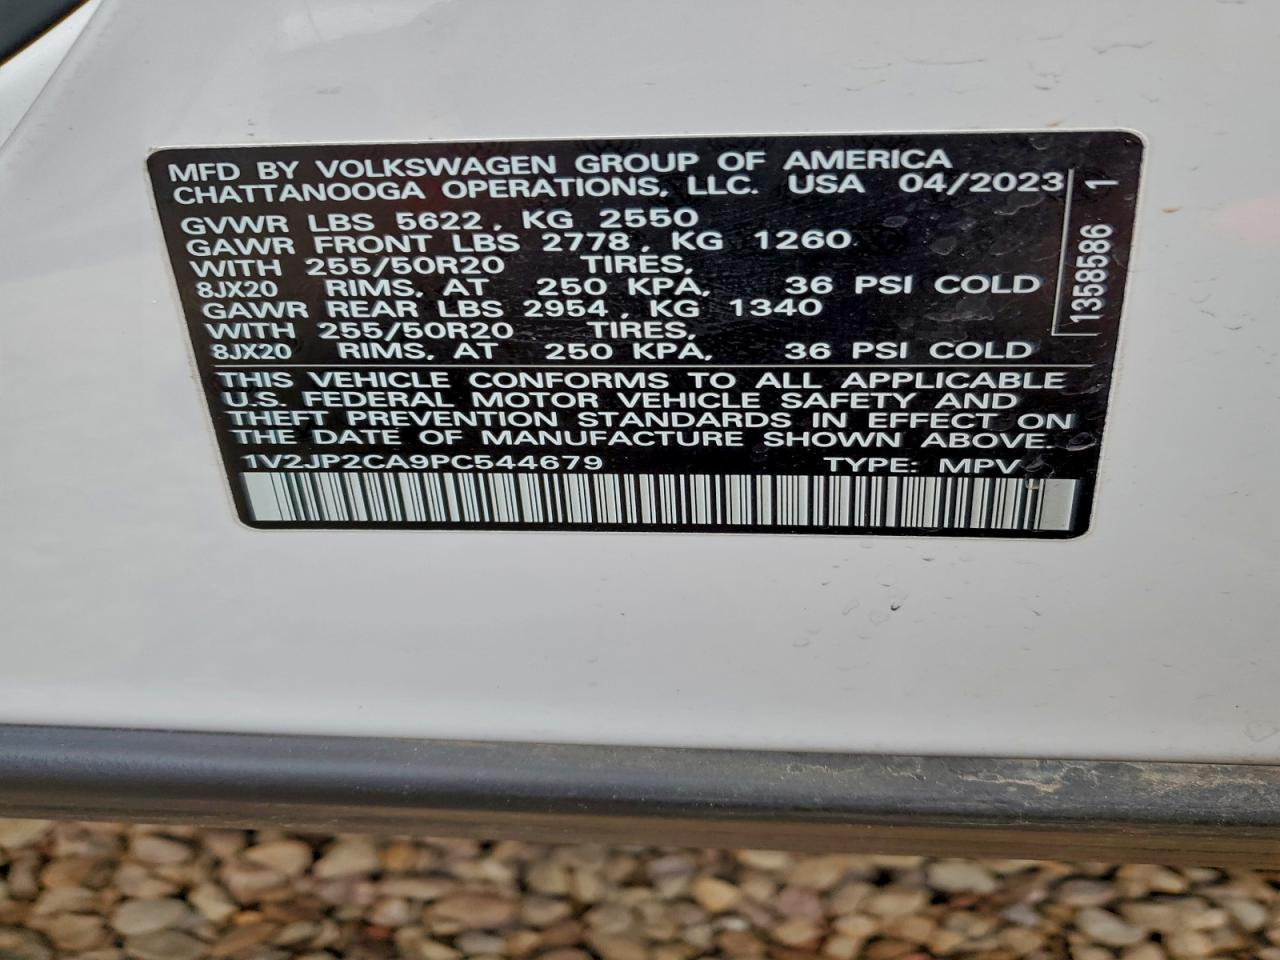 MFD BY VOLKSWAGEN GROUP OF AMERICA
CHATTANOOGA OPERATIONS, LLC. USA 04/2023
GVWR LBS 5622, KG 2550
GAWR FRONT LBS 2778, KG 1260
WITH 255/50R20 TIRES,
8JX20 RIMS, AT 250 KPA, 36 PSI COLD
GAWR REAR LBS 2954, KG 1340
WITH 255/50R20 TIRES,
8JX20 RIMS, AT 250 KPA, 36 PSI COLD
THIS VEHICLE CONFORMS TO ALL APPLICABLE
U.S. FEDERAL MOTOR VEHICLE SAFETY AND
THEFT PREVENTION STANDARDS IN EFFECT ON
THE DATE OF MANUFACTURE SHOWN ABOVE.
1V2JP2CA9PC544679 TYPE: MPV
1358586 1